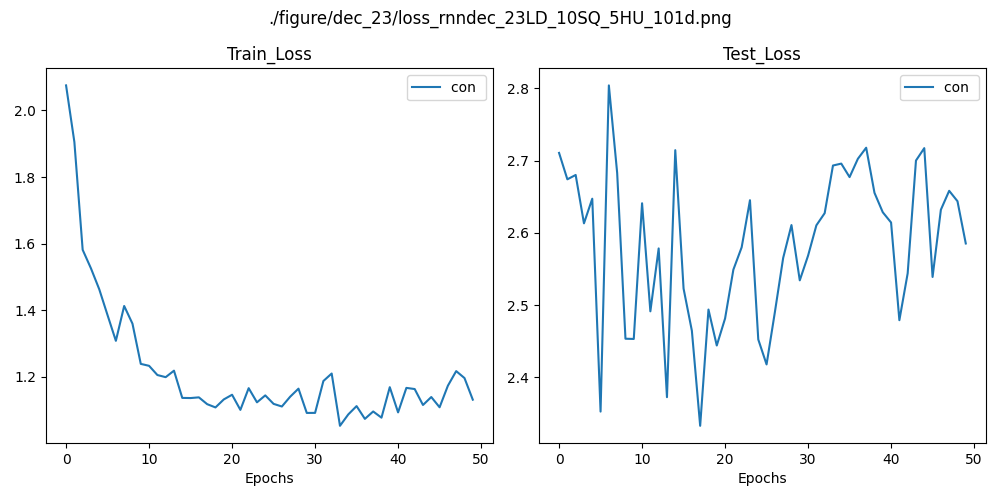 ./figure/dec_23/loss_rnndec_23LD_10SQ_5HU_101d.png
Train_Loss
con
2.0
1.8
1.6
1.4
1.2
0 10 20 30 40 50
Epochs
Test_Loss
con
2.8
2.7
2.6
2.5
2.4
0 10 20 30 40 50
Epochs